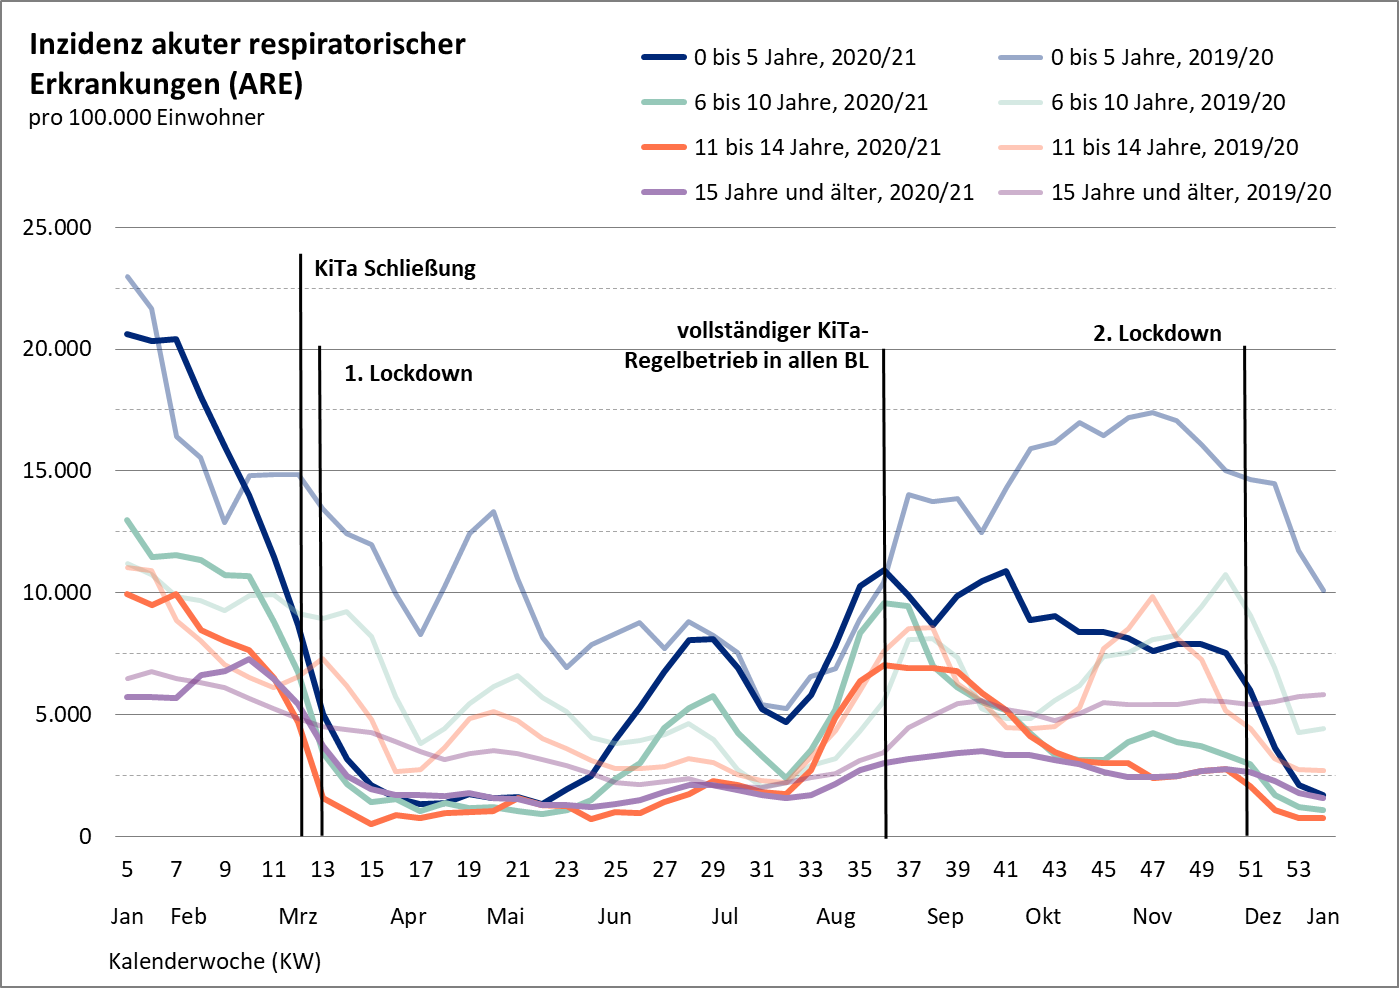 Inzidenz akuter respiratorischer
Erkrankungen (ARE)
pro 100.000 Einwohner
0 bis 5 Jahre, 2020/21
0 bis 5 Jahre, 2019/20
6 bis 10 Jahre, 2020/21
6 bis 10 Jahre, 2019/20
11 bis 14 Jahre, 2020/21
11 bis 14 Jahre, 2019/20
15 Jahre und älter, 2020/21
15 Jahre und älter, 2019/20
25.000
KiTa Schließung
vollständiger KiTa-
Regelbetrieb in allen BL
2. Lockdown
20.000
1. Lockdown
15.000
10.000
5.000
0
5 7 9 11 13 15 17 19 21 23 25 27 29 31 33 35 37 39 41 43 45 47 49 51 53
Jan Feb Mrz Apr Mai Jun Jul Aug Sep Okt Nov Dez Jan
Kalenderwoche (KW)